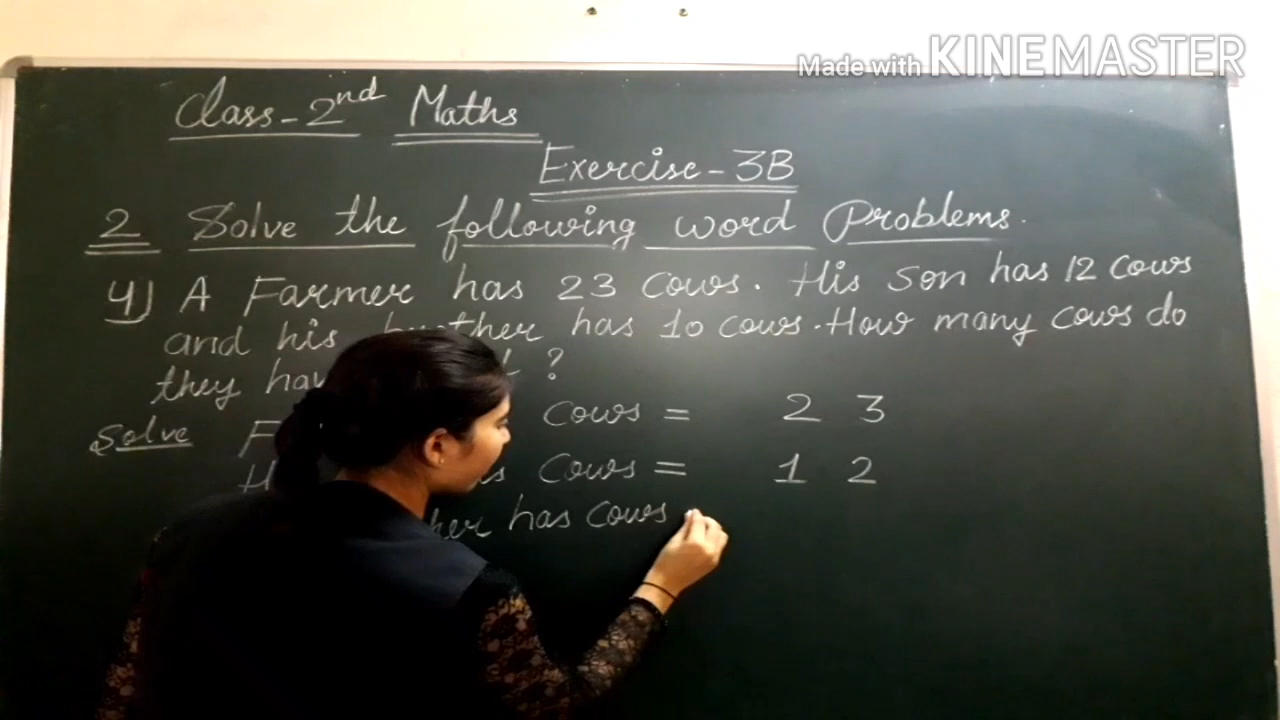 Made with KINEMASTER
Class-2nd Maths
Exercise-3B
2 Solve the following word Problems.
4) A Farmer has 23 cows. His son has 12 cows
and his has 10 cows. How many cows do
they ?
Solve cows = 2 3
cows = 1 2
has cows